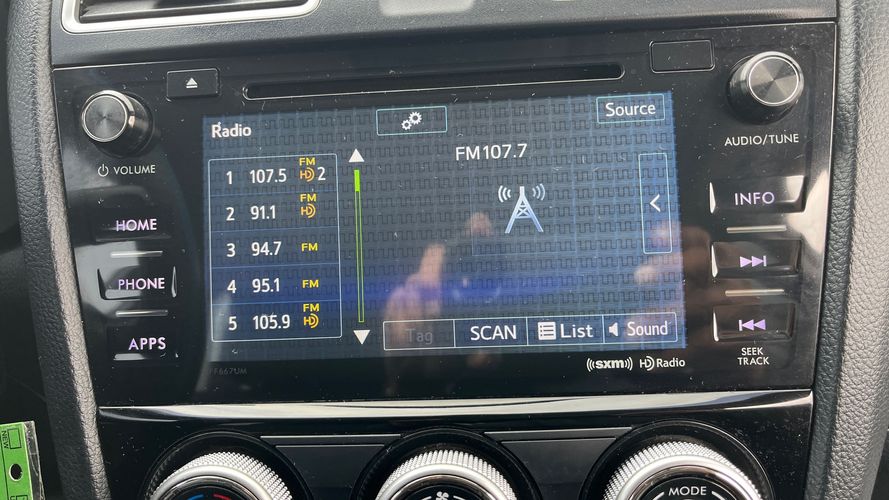 AUDIO/TUNE
VOLUME
Radio
Source
FM107.7
1 107.5 FM HD 2
2 91.1 FM HD
3 94.7 FM
4 95.1 FM
5 105.9 FM HD
Tag SCAN List Sound
HOME
PHONE
APPS
INFO
SEEK
TRACK
FF667UM
((sxm)) HD Radio
MODE
NEW